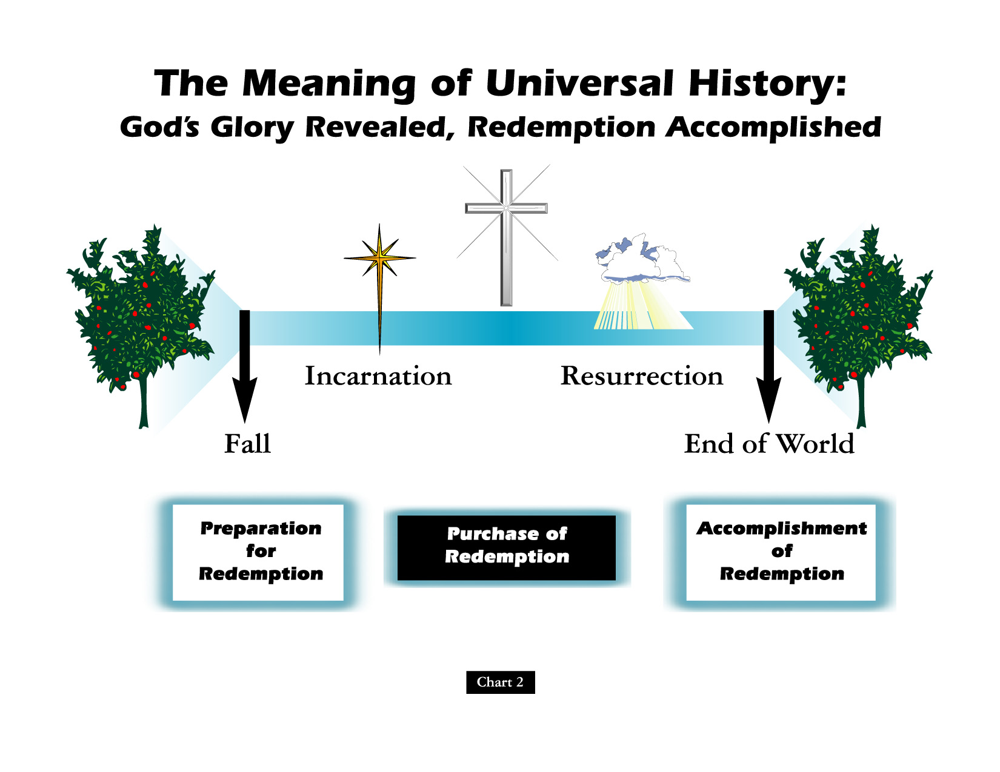 The Meaning of Universal History:
God's Glory Revealed, Redemption Accomplished
Incarnation
Resurrection
Fall
End of World
Preparation
for
Redemption
Purchase of
Redemption
Accomplishment
of
Redemption
Chart 2